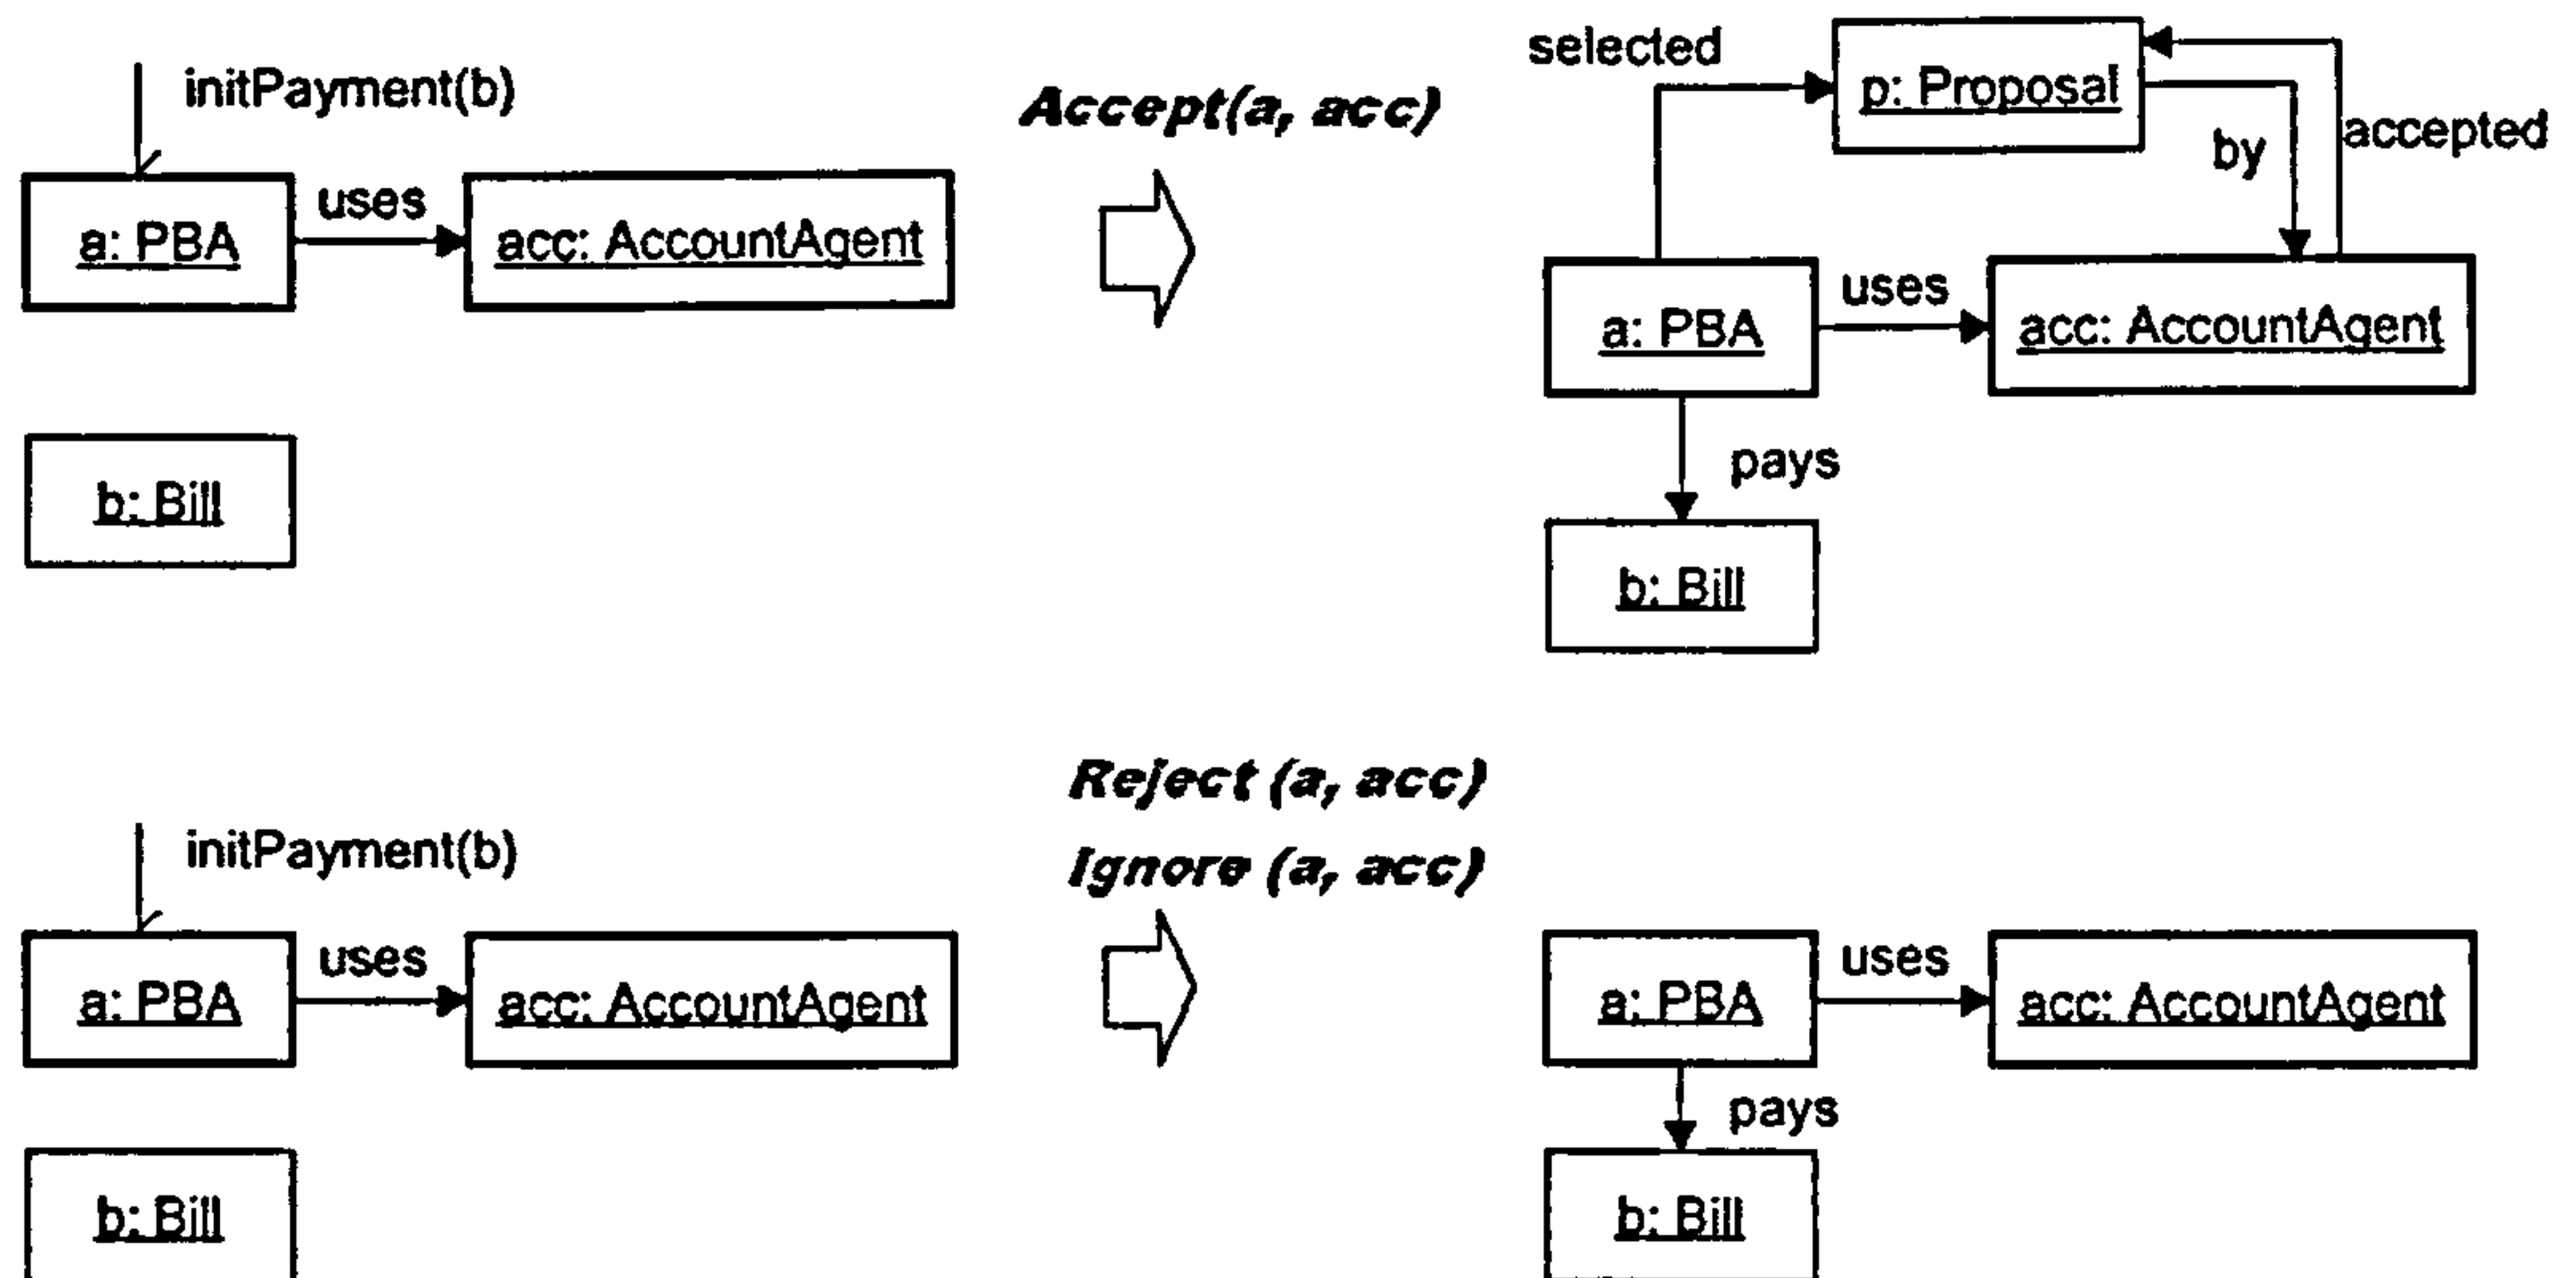 initPayment(b)
a: PBA
uses
acc: AccountAgent
b: Bill
Accept(a, acc)
selected
p: Proposal
by
accepted
a: PBA
uses
acc: AccountAgent
pays
b: Bill
initPayment(b)
a: PBA
uses
acc: AccountAgent
b: Bill
Reject (a, acc)
Ignore (a, acc)
a: PBA
uses
acc: AccountAgent
pays
b: Bill